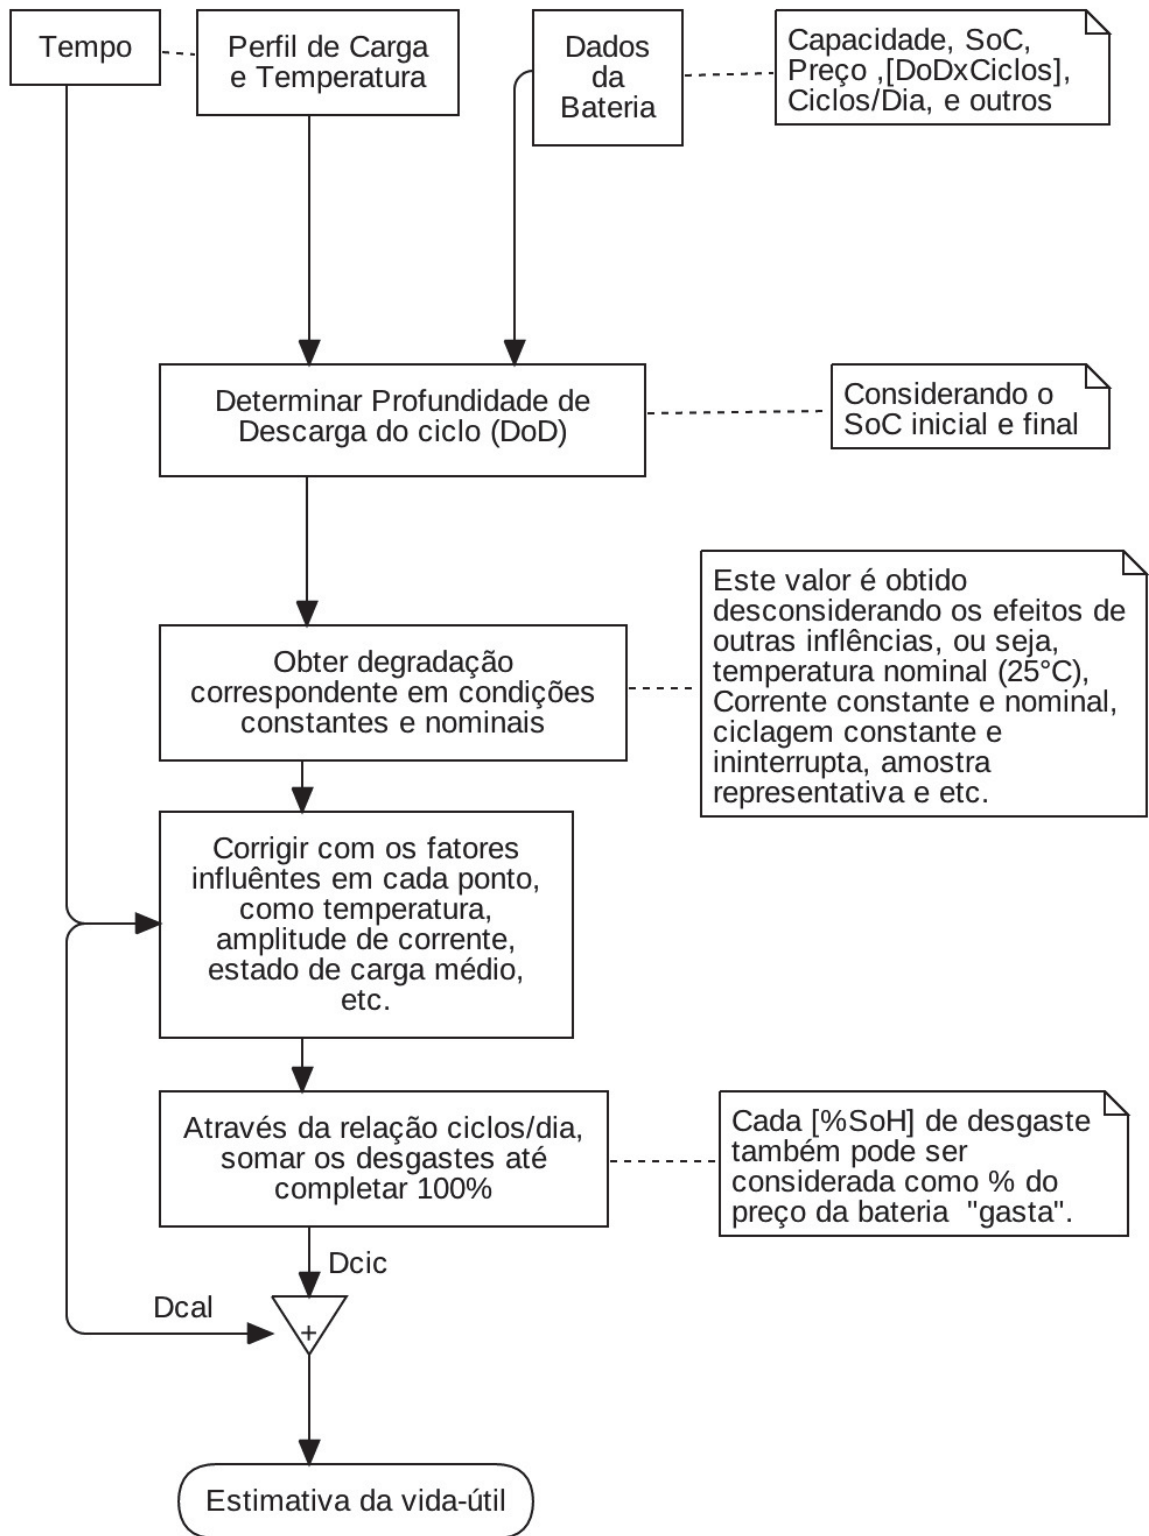 Tempo
Perfil de Carga
e Temperatura
Dados
da
Bateria
Capacidade, SoC,
Preço ,[DoDxCiclos],
Ciclos/Dia, e outros
Determinar Profundidade de
Descarga do ciclo (DoD)
Considerando o
SoC inicial e final
Obter degradação
correspondente em condições
constantes e nominais
Este valor é obtido
desconsiderando os efeitos de
outras inflências, ou seja,
temperatura nominal (25°C),
Corrente constante e nominal,
ciclagem constante e
ininterrupta, amostra
representativa e etc.
Corrigir com os fatores
influêntes em cada ponto,
como temperatura,
amplitude de corrente,
estado de carga médio,
etc.
Através da relação ciclos/dia,
somar os desgastes até
completar 100%
Cada [%SoH] de desgaste
também pode ser
considerada como % do
preço da bateria  "gasta".
Dcic
Dcal
+
Estimativa da vida-útil